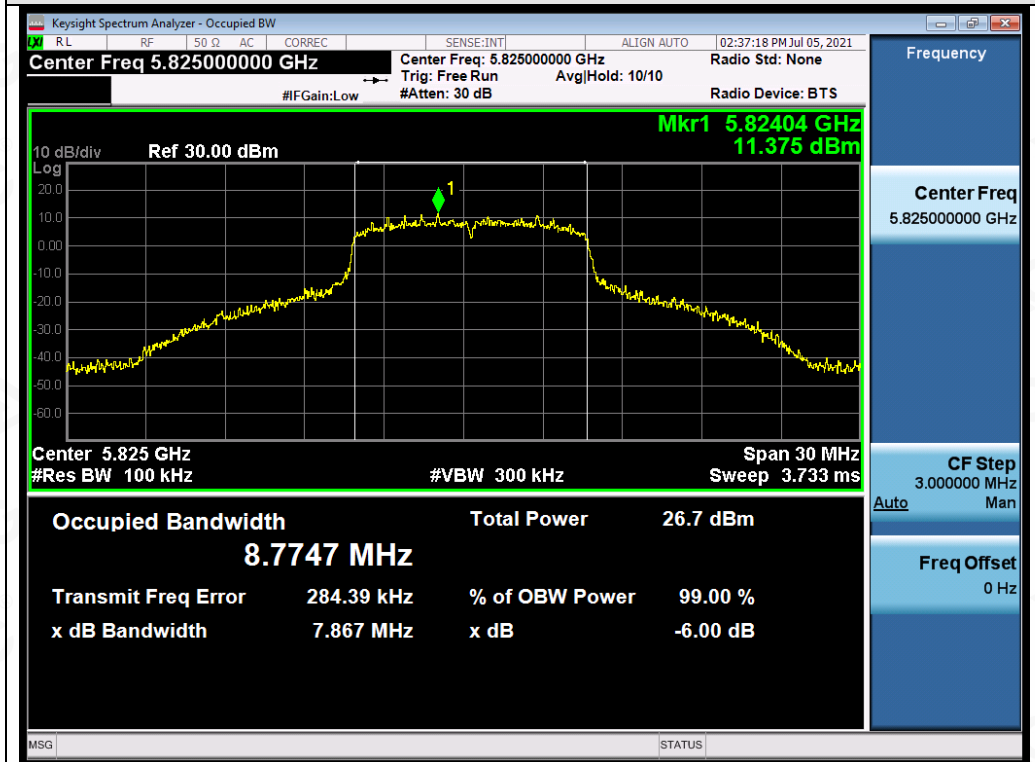 Keysight Spectrum Analyzer - Occupied BW
LXI RL RF 50 Ω AC CORREC SENSE:INT ALIGN AUTO 02:37:18 PM Jul 05, 2021
Center Freq 5.825000000 GHz
Center Freq: 5.825000000 GHz
Radio Std: None
Trig: Free Run Avg|Hold: 10/10
#IFGain:Low
#Atten: 30 dB
Radio Device: BTS
Mkr1 5.82404 GHz
11.375 dBm
10 dB/div Ref 30.00 dBm
Log
20.0
10.0
0.00
-10.0
-20.0
-30.0
-40.0
-50.0
-60.0
1
Center 5.825 GHz
Span 30 MHz
#Res BW 100 kHz
#VBW 300 kHz
Sweep 3.733 ms
Occupied Bandwidth
8.7747 MHz
Total Power 26.7 dBm
Transmit Freq Error 284.39 kHz
% of OBW Power 99.00 %
x dB Bandwidth 7.867 MHz
x dB -6.00 dB
Frequency
Center Freq
5.825000000 GHz
CF Step
3.000000 MHz
Auto Man
Freq Offset
0 Hz
MSG
STATUS